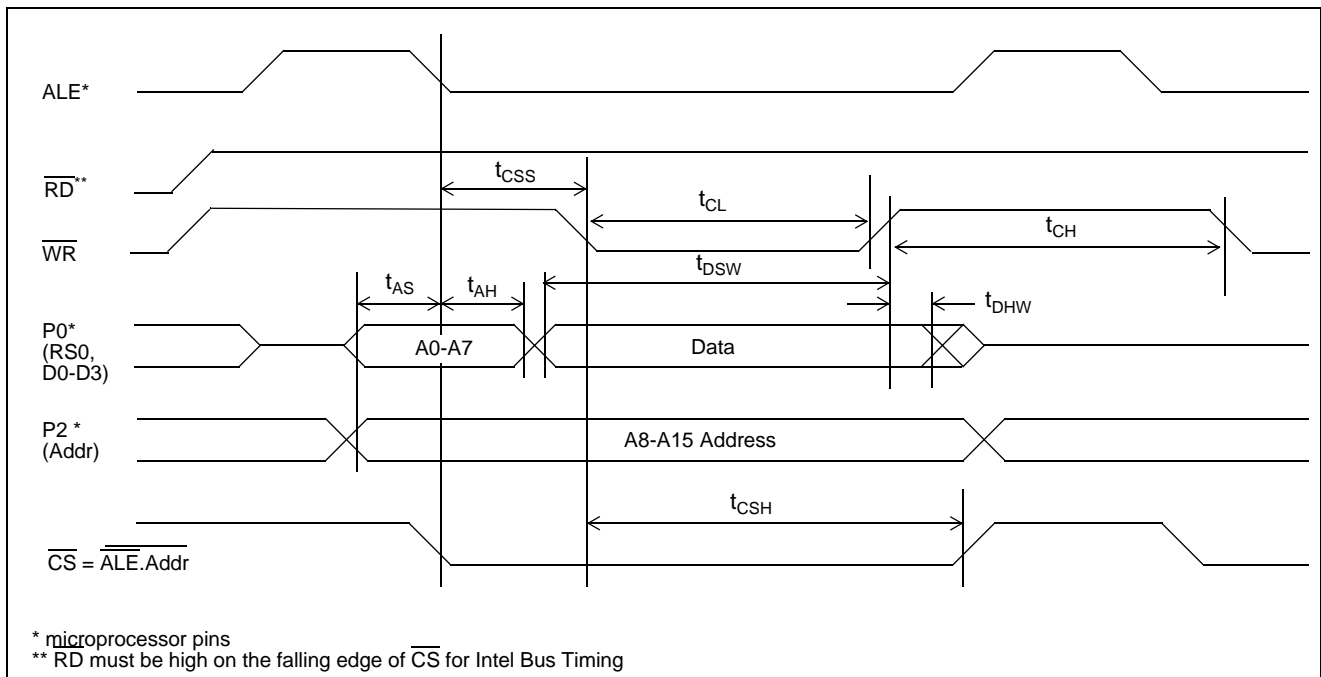 ALE*
RD**
tCSS
tCL
WR
tCH
tDSW
tAS
tAH
tDHW
P0*
(RS0,
D0-D3)
A0-A7
Data
P2 *
(Addr)
A8-A15 Address
tCSH
CS = ALE.Addr
* microprocessor pins
** RD must be high on the falling edge of CS for Intel Bus Timing